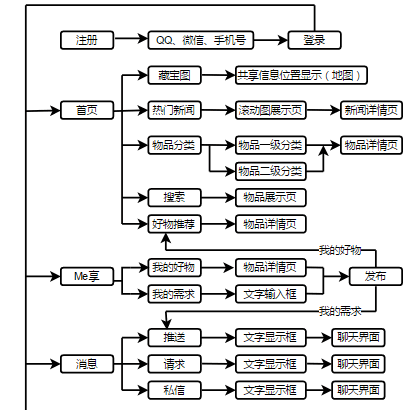 注册 QQ、微信、手机号 登录
藏宝图 共享信息位置显示（地图）
首页 热门新闻 滚动图展示页 新闻详情页
物品分类 物品一级分类 物品详情页
物品二级分类
搜索 物品展示页
好物推荐 物品详情页
我的好物
Me享 我的好物 物品详情页 发布
我的需求 文字输入框
我的需求
推送 文字显示框 聊天界面
消息 请求 文字显示框 聊天界面
私信 文字显示框 聊天界面